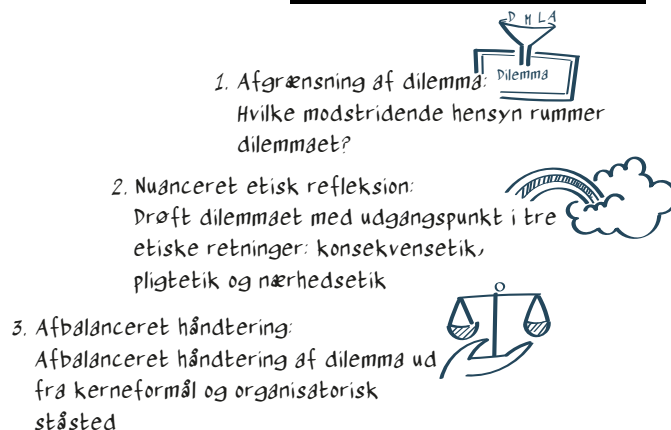 D M L A
Dilemma
1. Afgrænsning af dilemma:
Hvilke modstridende hensyn rummer
dilemmaet?
2. Nuanceret etisk refleksion:
Drøft dilemmaet med udgangspunkt i tre
etiske retninger: konsekvensetik,
pligtetik og nærhedsetik
3. Afbalanceret håndtering:
Afbalanceret håndtering af dilemma ud
fra kerneformål og organisatorisk
ståsted